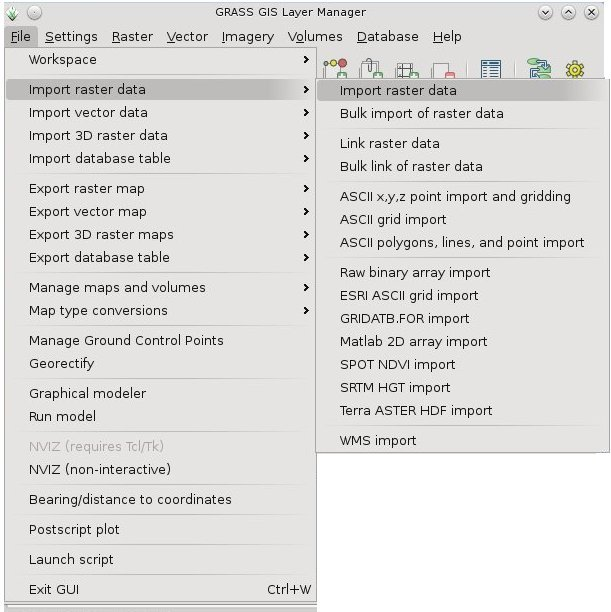 GRASS GIS Layer Manager
File Settings Raster Vector Imagery Volumes Database Help
Workspace
Import raster data
Import vector data
Import 3D raster data
Import database table
Export raster map
Export vector map
Export 3D raster maps
Export database table
Manage maps and volumes
Map type conversions
Manage Ground Control Points
Georectify
Graphical modeler
Run model
NVIZ (requires Tcl/Tk)
NVIZ (non-interactive)
Bearing/distance to coordinates
Postscript plot
Launch script
Exit GUI Ctrl+W
Import raster data
Bulk import of raster data
Link raster data
Bulk link of raster data
ASCII x,y,z point import and gridding
ASCII grid import
ASCII polygons, lines, and point import
Raw binary array import
ESRI ASCII grid import
GRIDATB.FOR import
Matlab 2D array import
SPOT NDVI import
SRTM HGT import
Terra ASTER HDF import
WMS import